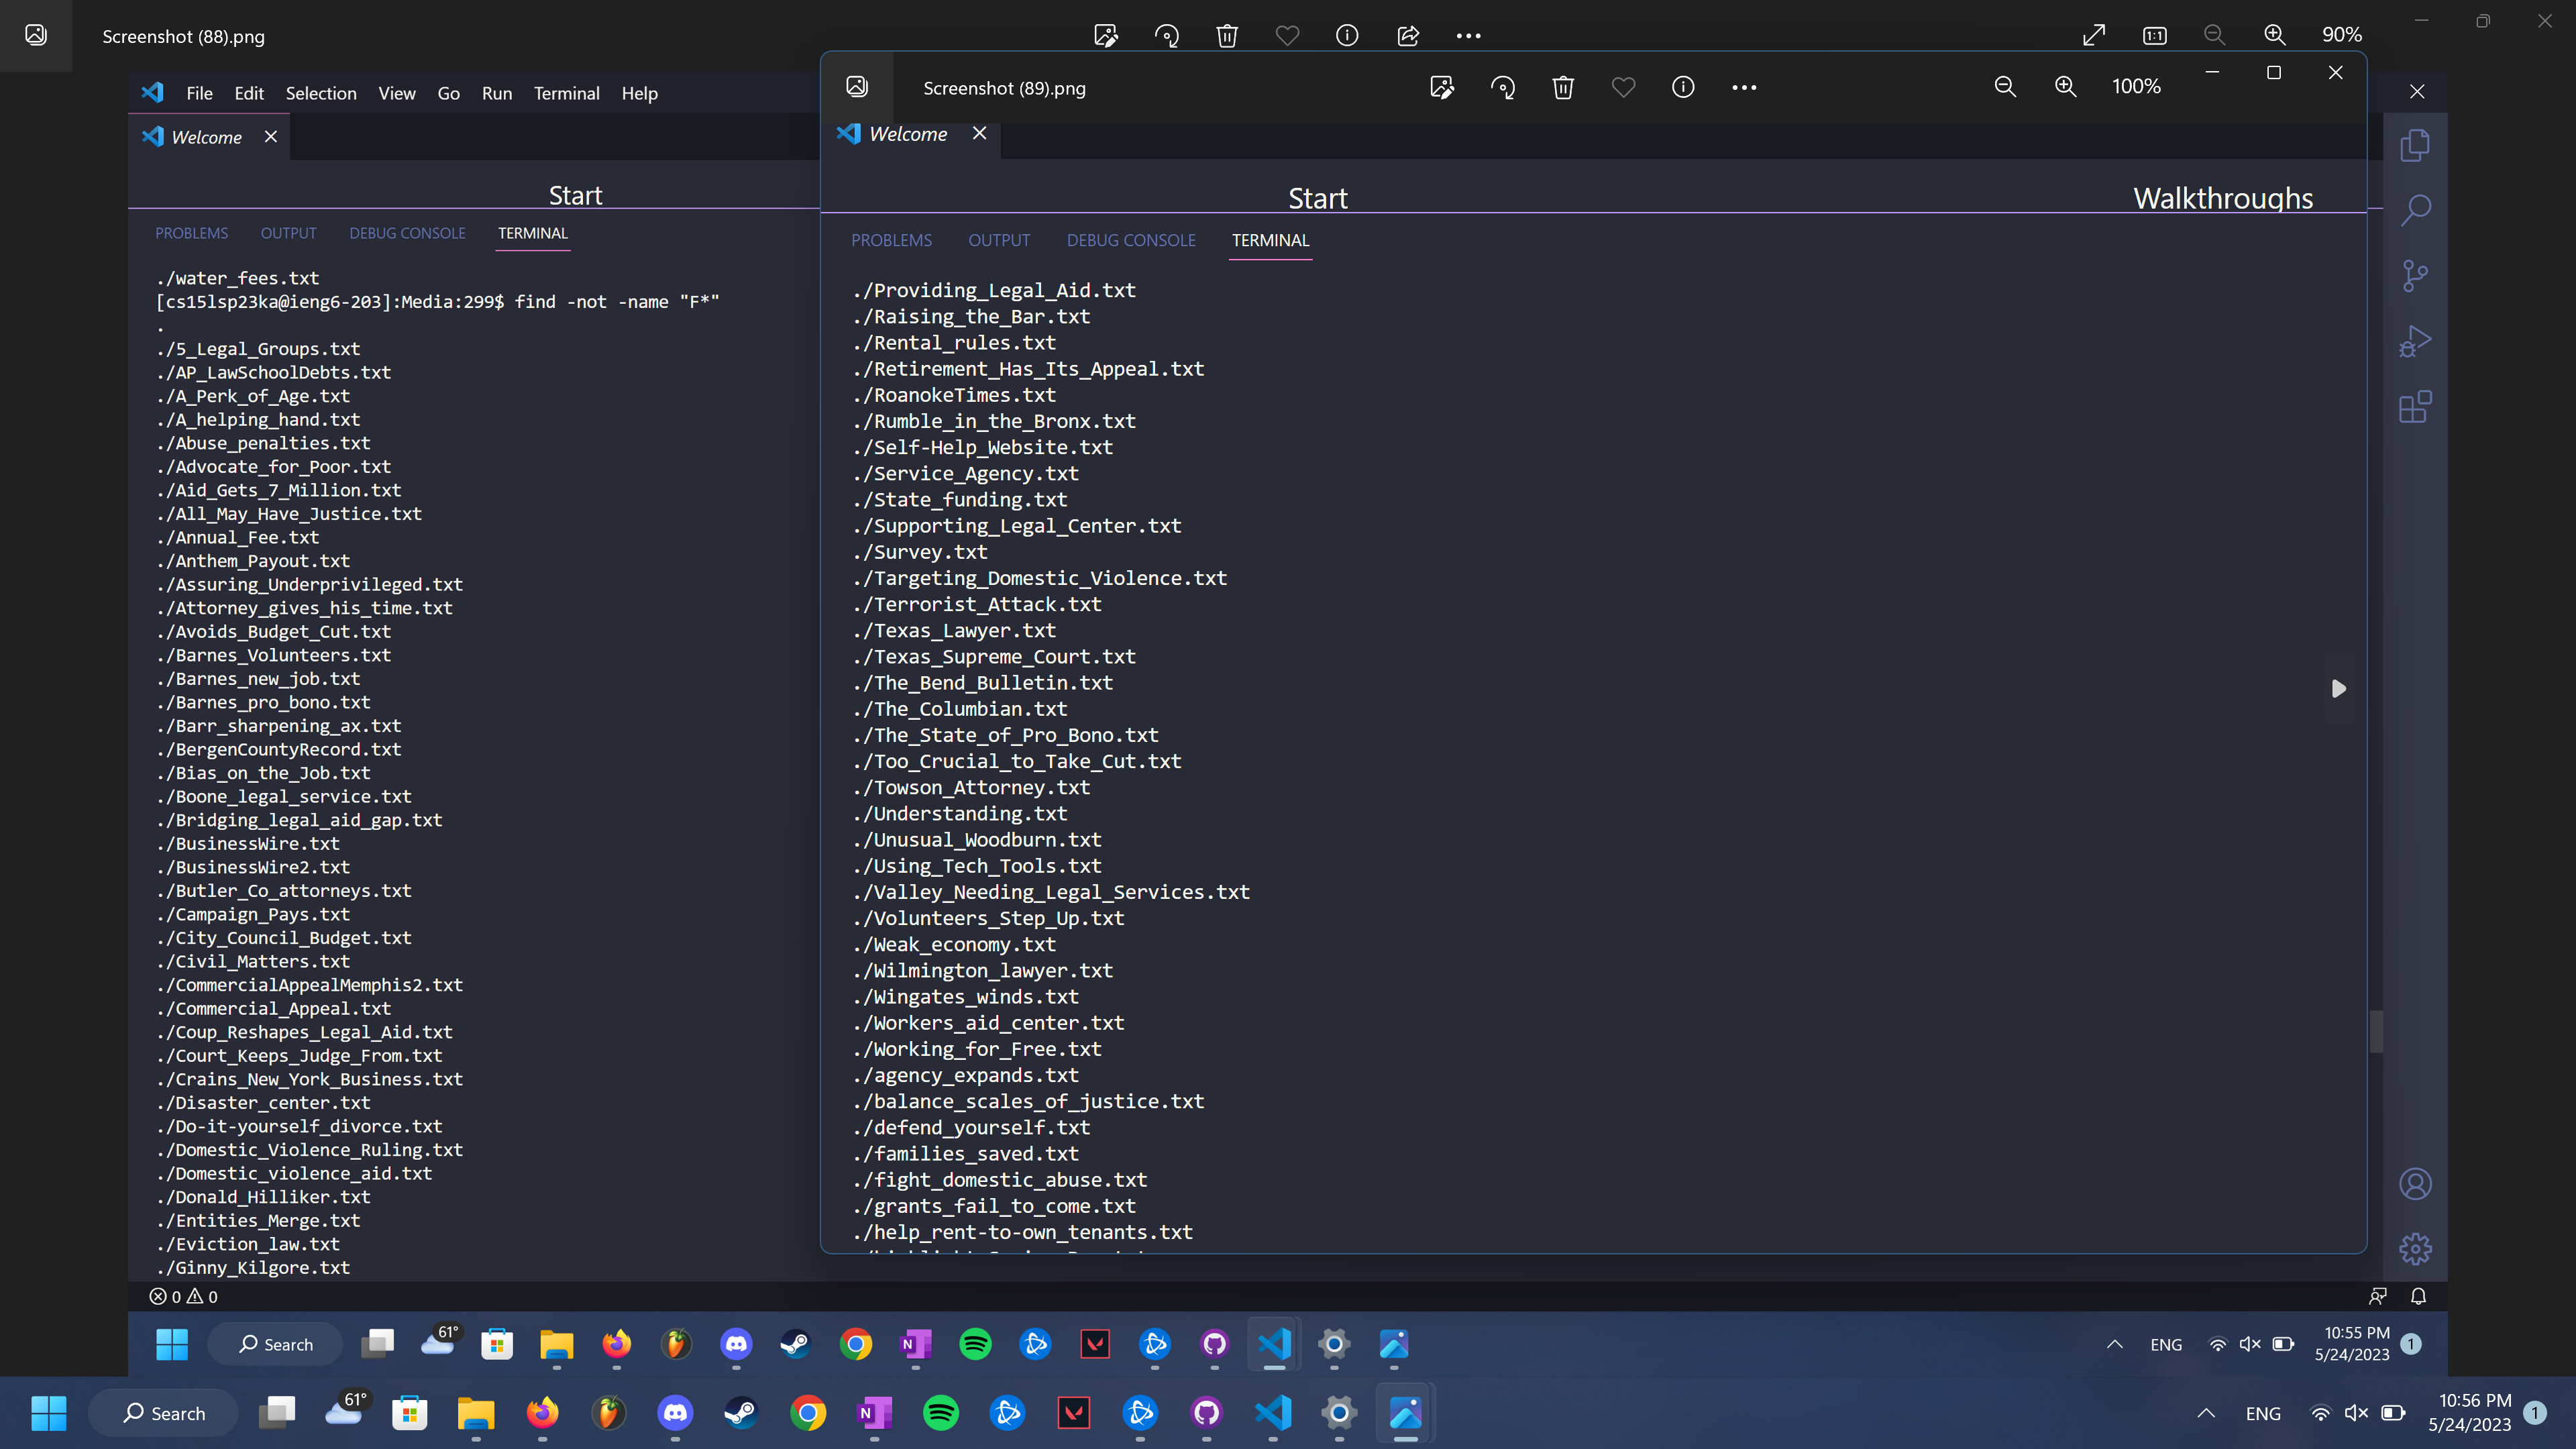 Screenshot (88).png
90%
File Edit Selection View Go Run Terminal Help
Welcome
Start
PROBLEMS OUTPUT DEBUG CONSOLE TERMINAL
./water_fees.txt
[cs15lsp23ka@ieng6-203]:Media:299$ find -not -name "F*"
.
./5_Legal_Groups.txt
./AP_LawSchoolDebts.txt
./A_Perk_of_Age.txt
./A_helping_hand.txt
./Abuse_penalties.txt
./Advocate_for_Poor.txt
./Aid_Gets_7_Million.txt
./All_May_Have_Justice.txt
./Annual_Fee.txt
./Anthem_Payout.txt
./Assuring_Underprivileged.txt
./Attorney_gives_his_time.txt
./Avoids_Budget_Cut.txt
./Barnes_Volunteers.txt
./Barnes_new_job.txt
./Barnes_pro_bono.txt
./Barr_sharpening_ax.txt
./BergenCountyRecord.txt
./Bias_on_the_Job.txt
./Boone_legal_service.txt
./Bridging_legal_aid_gap.txt
./BusinessWire.txt
./BusinessWire2.txt
./Butler_Co_attorneys.txt
./Campaign_Pays.txt
./City_Council_Budget.txt
./Civil_Matters.txt
./CommercialAppealMemphis2.txt
./Commercial_Appeal.txt
./Coup_Reshapes_Legal_Aid.txt
./Court_Keeps_Judge_From.txt
./Crains_New_York_Business.txt
./Disaster_center.txt
./Do-it-yourself_divorce.txt
./Domestic_Violence_Ruling.txt
./Domestic_violence_aid.txt
./Donald_Hilliker.txt
./Entities_Merge.txt
./Eviction_law.txt
./Ginny_Kilgore.txt
Screenshot (89).png
100%
Welcome
Start Walkthroughs
PROBLEMS OUTPUT DEBUG CONSOLE TERMINAL
./Providing_Legal_Aid.txt
./Raising_the_Bar.txt
./Rental_rules.txt
./Retirement_Has_Its_Appeal.txt
./RoanokeTimes.txt
./Rumble_in_the_Bronx.txt
./Self-Help_Website.txt
./Service_Agency.txt
./State_funding.txt
./Supporting_Legal_Center.txt
./Survey.txt
./Targeting_Domestic_Violence.txt
./Terrorist_Attack.txt
./Texas_Lawyer.txt
./Texas_Supreme_Court.txt
./The_Bend_Bulletin.txt
./The_Columbian.txt
./The_State_of_Pro_Bono.txt
./Too_Crucial_to_Take_Cut.txt
./Towson_Attorney.txt
./Understanding.txt
./Unusual_Woodburn.txt
./Using_Tech_Tools.txt
./Valley_Needing_Legal_Services.txt
./Volunteers_Step_Up.txt
./Weak_economy.txt
./Wilmington_lawyer.txt
./Wingates_winds.txt
./Workers_aid_center.txt
./Working_for_Free.txt
./agency_expands.txt
./balance_scales_of_justice.txt
./defend_yourself.txt
./families_saved.txt
./fight_domestic_abuse.txt
./grants_fail_to_come.txt
./help_rent-to-own_tenants.txt
0 0
Search 61° ENG 10:55 PM 1
5/24/2023
Search 61° ENG 10:56 PM 1
5/24/2023